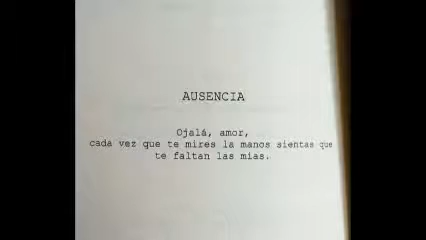 AUSENCIA
Ojalá, amor,
cada vez que te mires la manos sientas que
te faltan las mías.